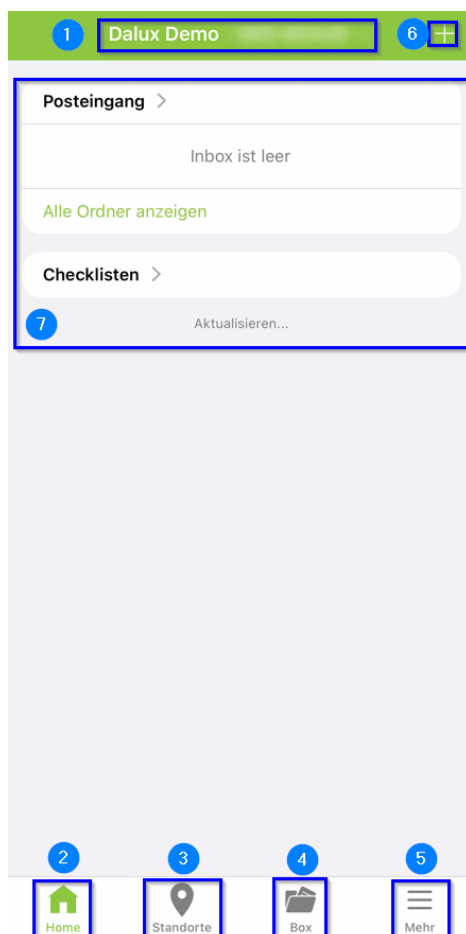 1 Dalux Demo 6 +
Posteingang >
Inbox ist leer
Alle Ordner anzeigen
Checklisten >
7 Aktualisieren...
2 3 4 5
Home Standorte Box Mehr